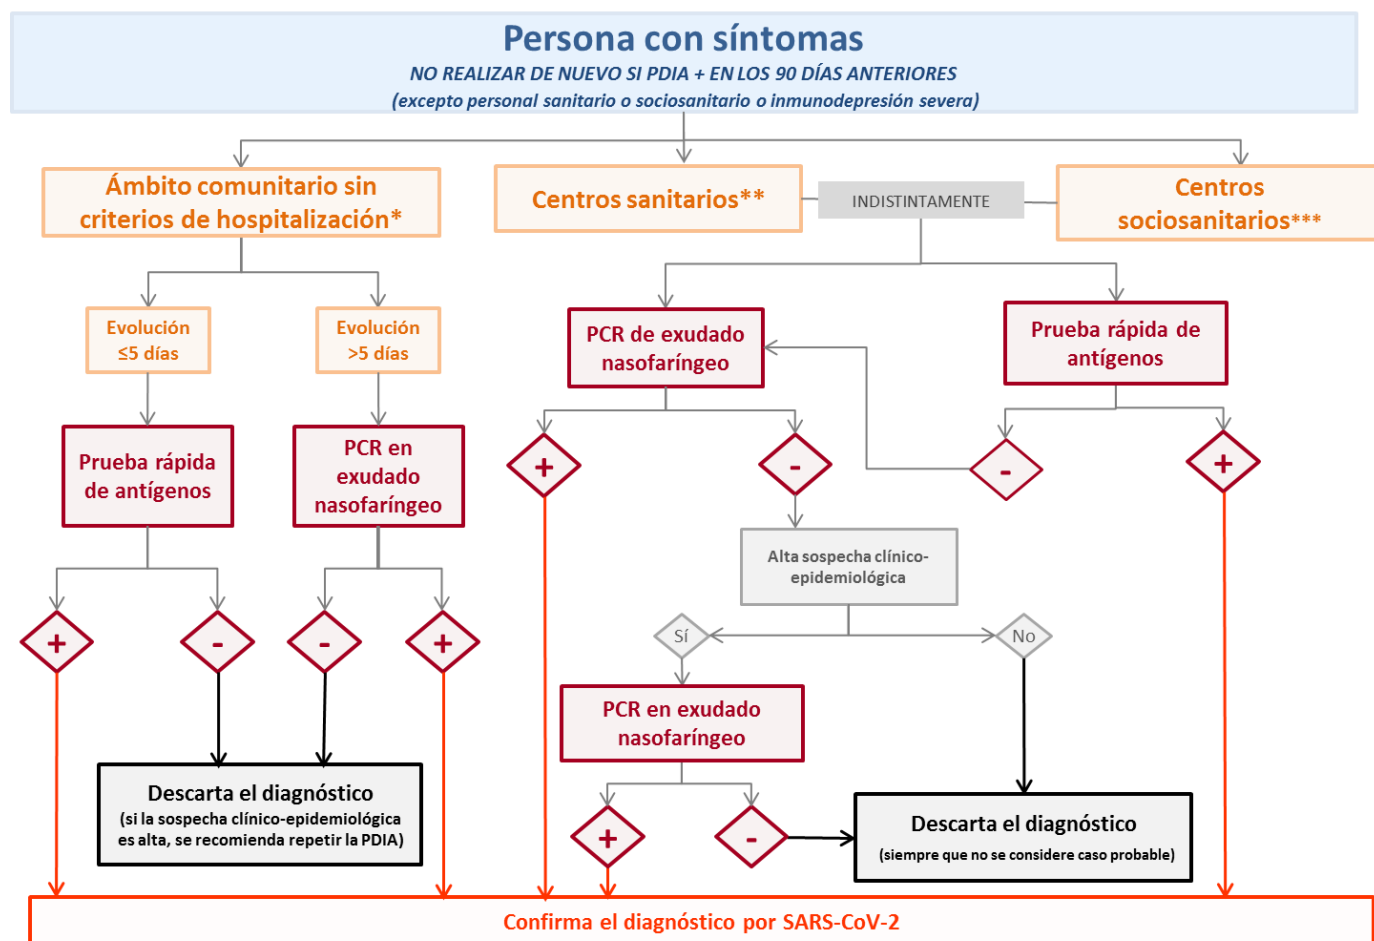 Persona con síntomas
NO REALIZAR DE NUEVO SI PDIA + EN LOS 90 DÍAS ANTERIORES
(excepto personal sanitario o sociosanitario o inmunodepresión severa)
Ámbito comunitario sin
criterios de hospitalización*
Centros sanitarios**
INDISTINTAMENTE
Centros
sociosanitarios***
Evolución
≤5 días
Evolución
>5 días
PCR de exudado
nasofaríngeo
Prueba rápida de
antígenos
Prueba rápida
de antígenos
PCR en
exudado
nasofaríngeo
+
-
-
+
Alta sospecha clínico-
epidemiológica
+
-
-
+
Sí
No
PCR en exudado
nasofaríngeo
Descarta el diagnóstico
(si la sospecha clínico-epidemiológica
es alta, se recomienda repetir la PDIA)
+
-
Descarta el diagnóstico
(siempre que no se considere caso probable)
Confirma el diagnóstico por SARS-CoV-2